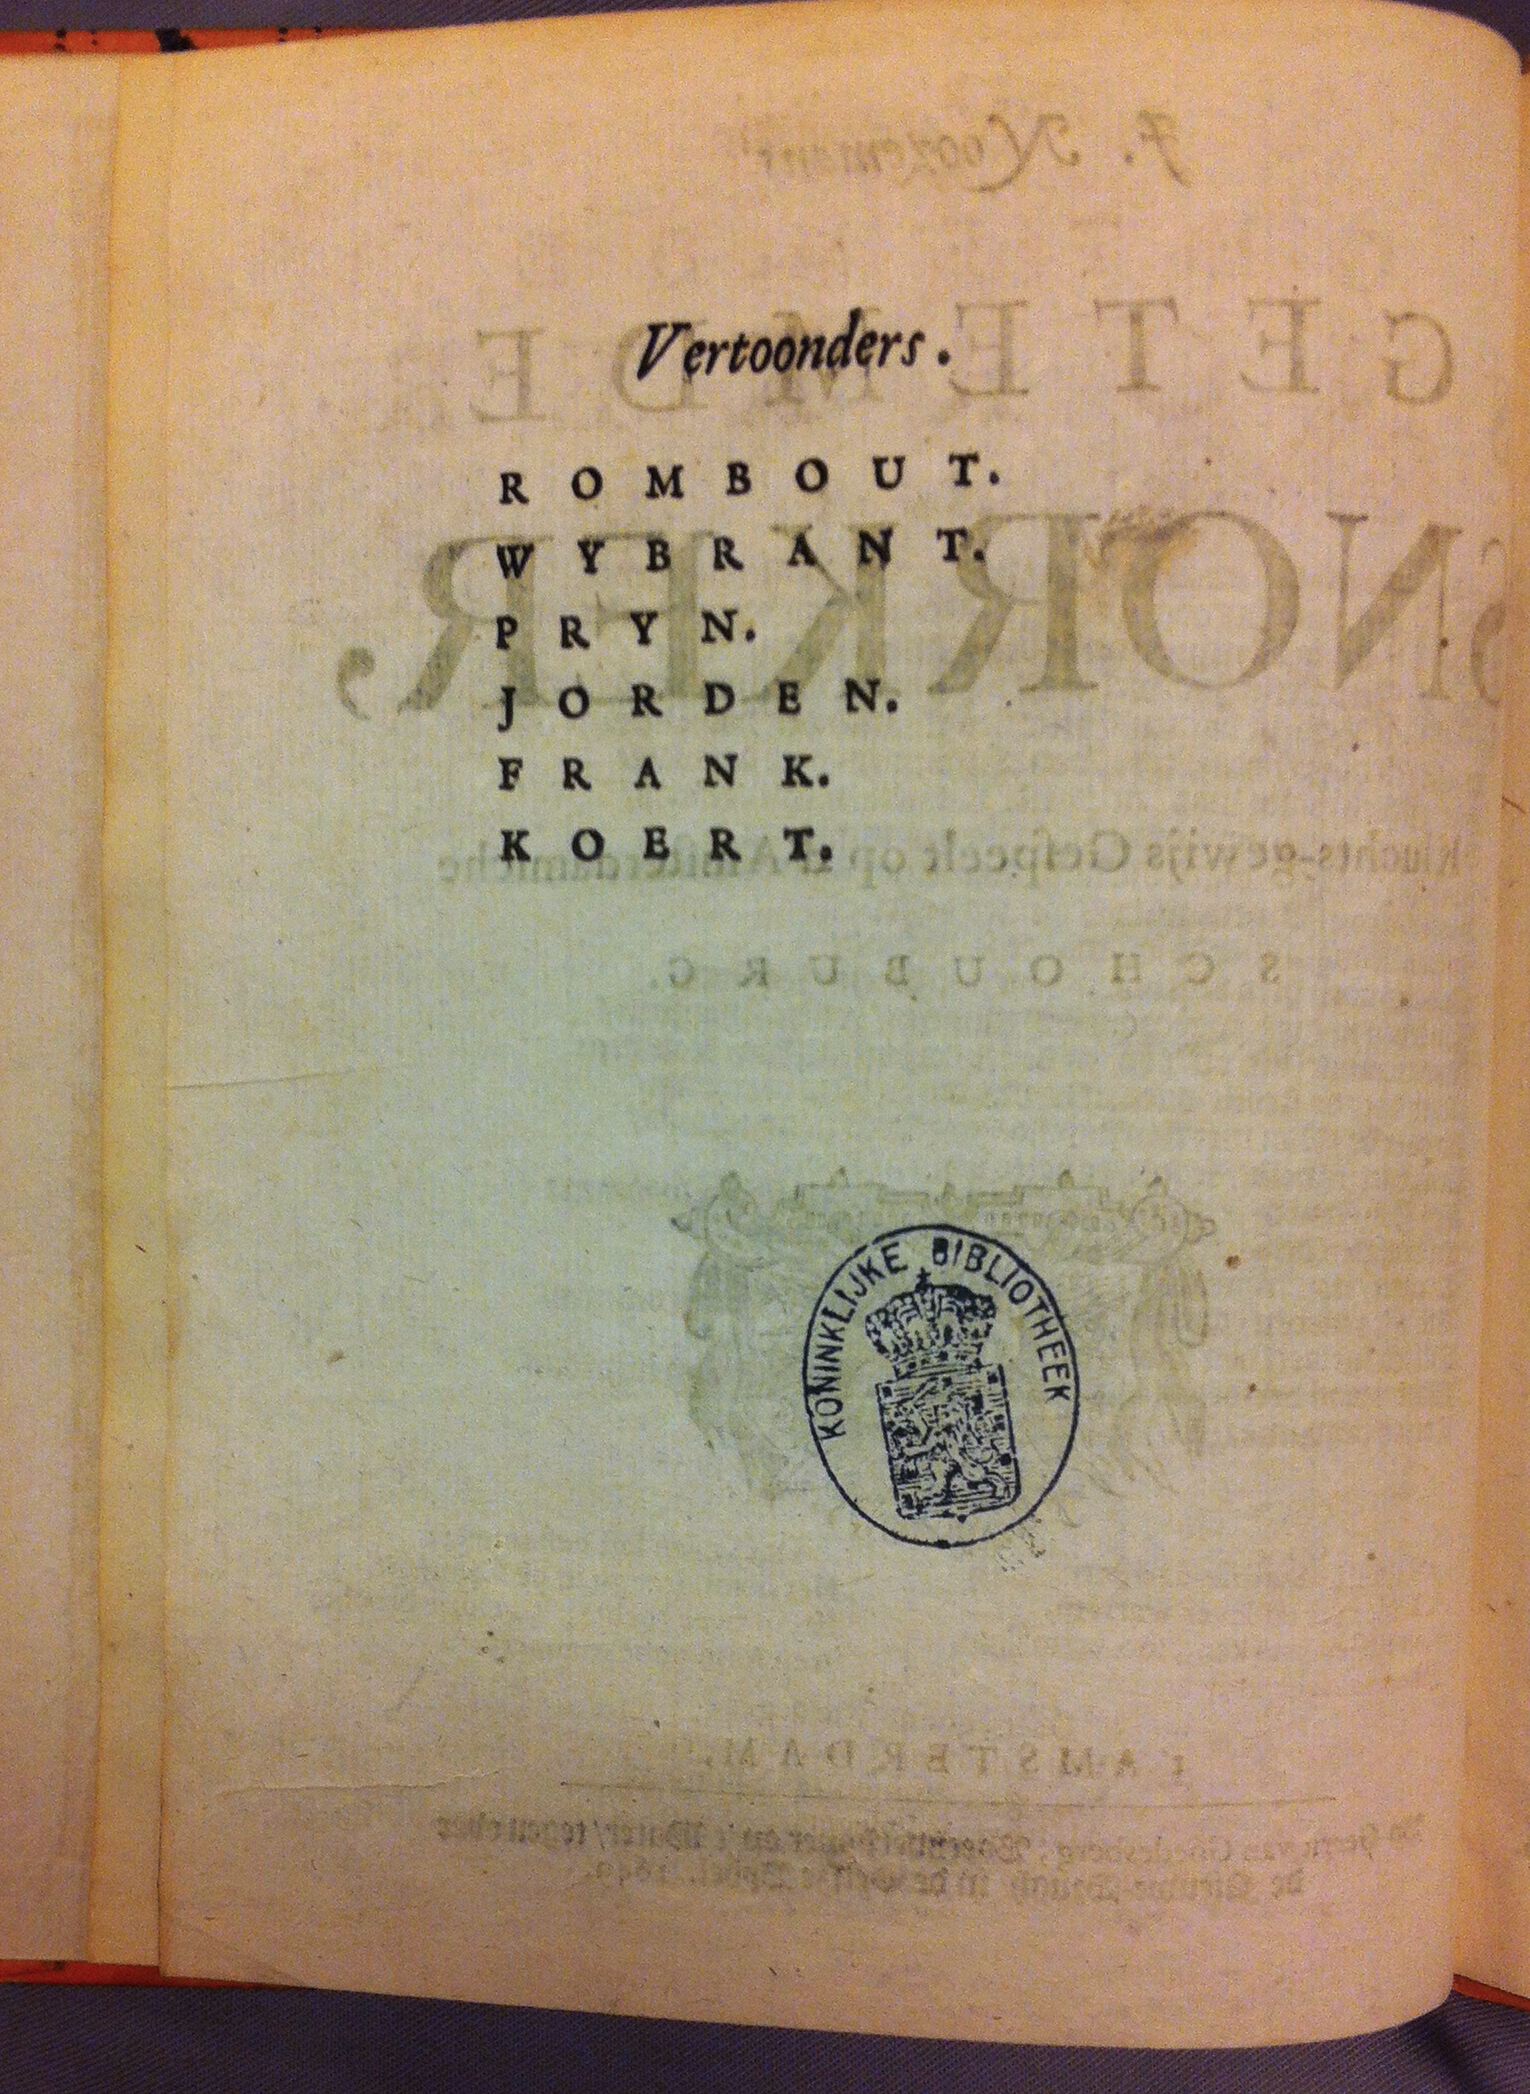 Vertoonders.
ROMBOUT.
WYBRANT.
PRYN.
JORDEN.
FRANK.
KOERT.
KONINKLIJKE BIBLIOTHEEK